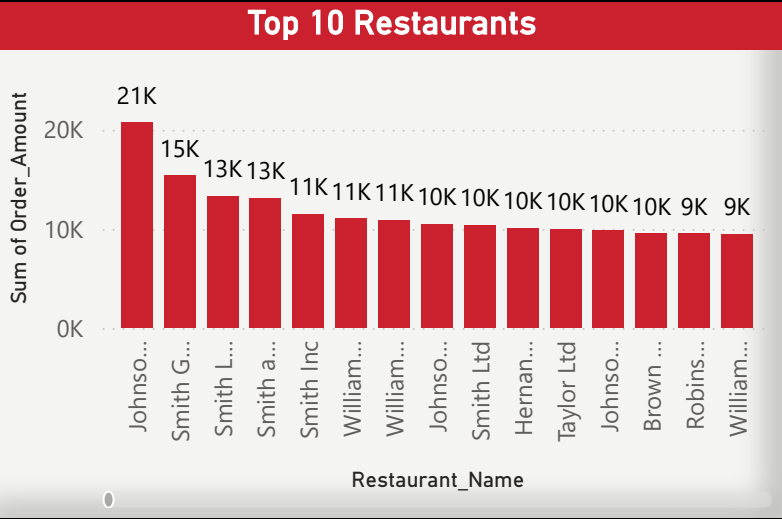 Top 10 Restaurants
Sum of Order_Amount
20K
10K
0K
21K
15K
13K
13K
11K
11K
11K
10K
10K
10K
10K
10K
10K
9K
9K
Johnso...
Smith G...
Smith L...
Smith a...
Smith Inc
William...
William...
Johnso...
Smith Ltd
Hernan...
Taylor Ltd
Johnso...
Brown ...
Robins...
William...
Restaurant_Name